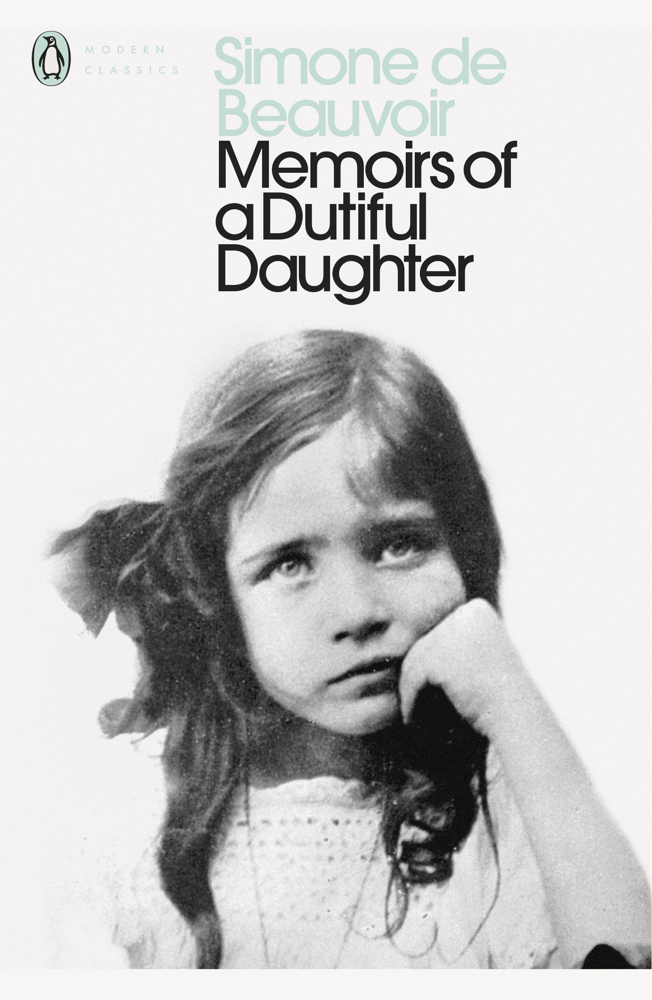 MODERN
CLASSICS
Simone de
Beauvoir
Memoirs of
a Dutiful
Daughter